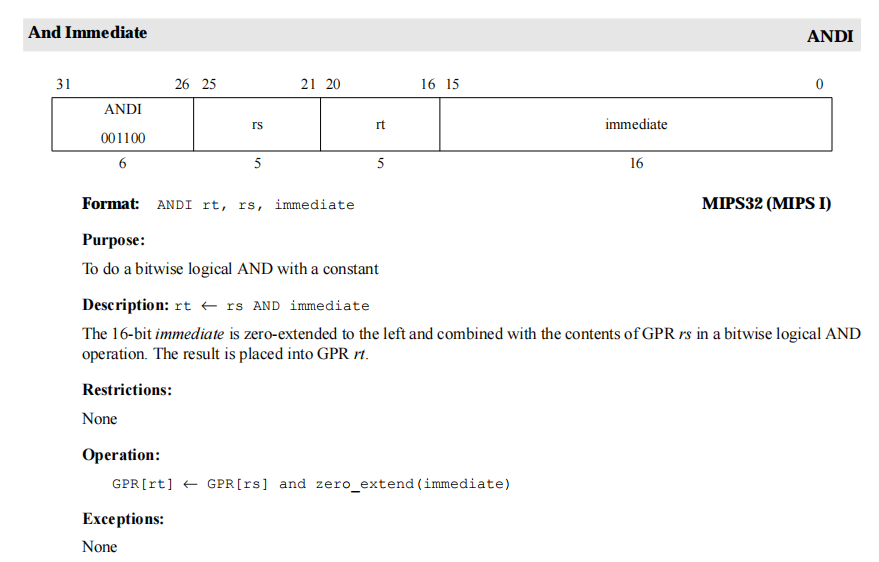 And Immediate ANDI
31 26 25 21 20 16 15 0
ANDI
001100
rs rt immediate
6 5 5 16
Format: ANDI rt, rs, immediate MIPS32 (MIPS I)
Purpose:
To do a bitwise logical AND with a constant
Description: rt ← rs AND immediate
The 16-bit immediate is zero-extended to the left and combined with the contents of GPR rs in a bitwise logical AND
operation. The result is placed into GPR rt.
Restrictions:
None
Operation:
GPR[rt] ← GPR[rs] and zero_extend(immediate)
Exceptions:
None